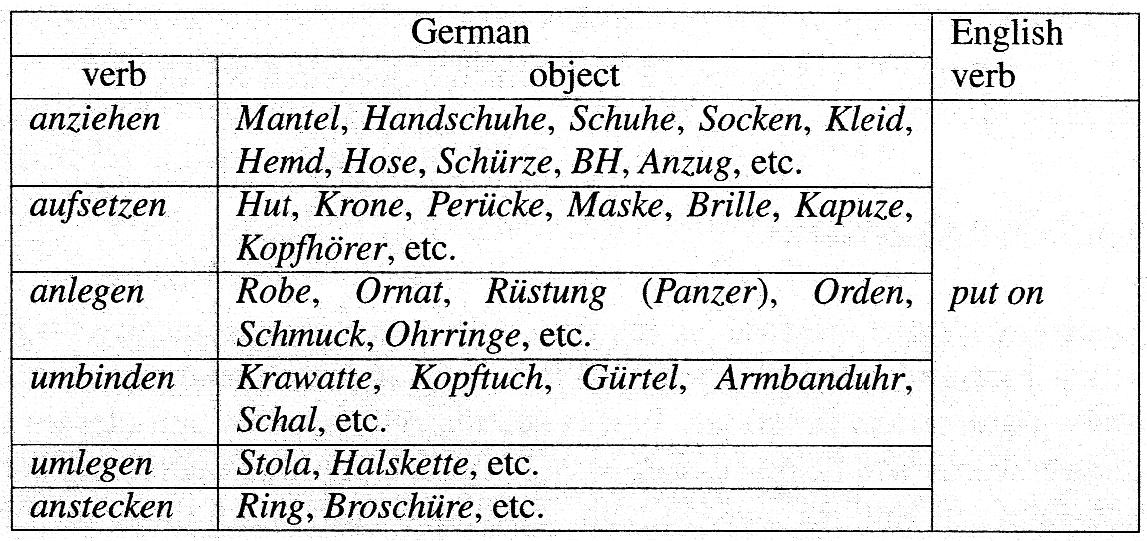 German English
verb object verb
anziehen Mantel, Handschuhe, Schuhe, Socken, Kleid,
Hemd, Hose, Schürze, BH, Anzug, etc.
aufsetzen Hut, Krone, Perücke, Maske, Brille, Kapuze,
Kopfhörer, etc.
anlegen Robe, Ornat, Rüstung (Panzer), Orden, put on
Schmuck, Ohrringe, etc.
umbinden Krawatte, Kopftuch, Gürtel, Armbanduhr,
Schal, etc.
umlegen Stola, Halskette, etc.
anstecken Ring, Broschüre, etc.